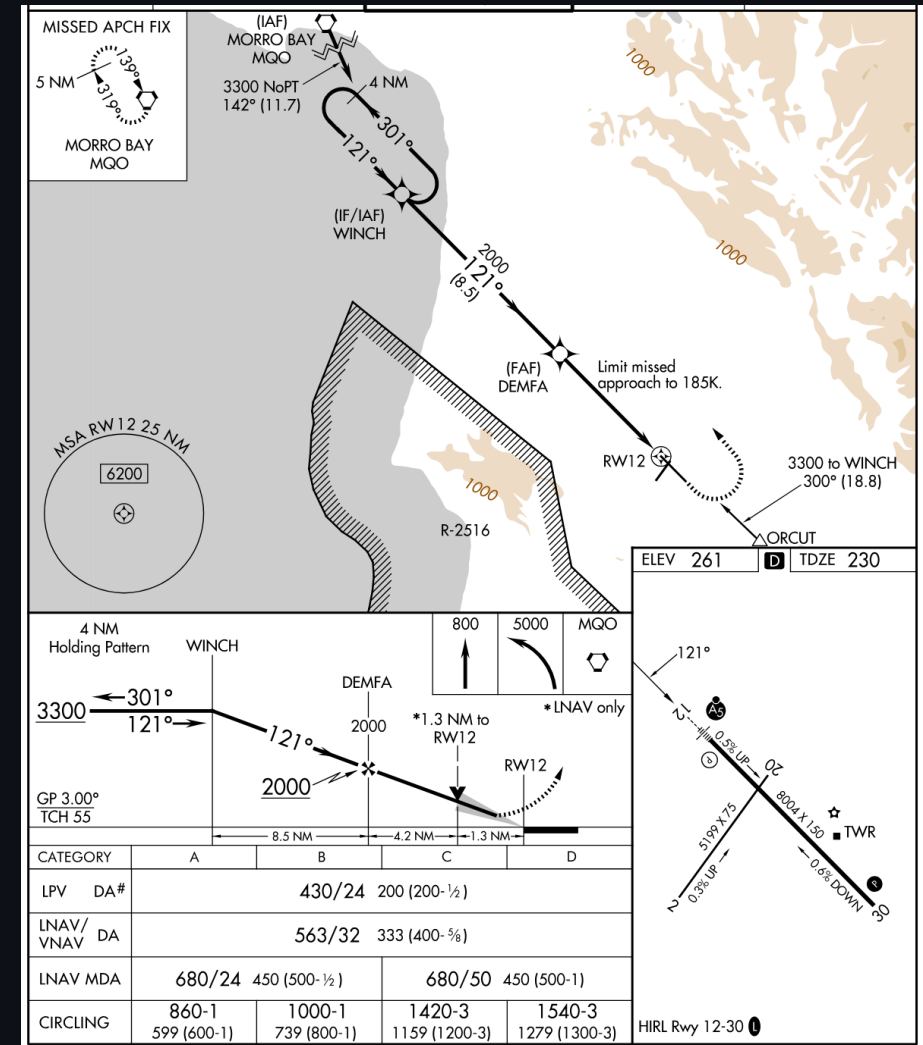 MISSED APCH FIX
5 NM
139°
319°
MORRO BAY
MQO
(IAF)
MORRO BAY
MQO
3300 NoPT
142° (11.7)
4 NM
301°
121°
(IF/IAF)
WINCH
2000
121°
(8.5)
1000
1000
(FAF)
DEMFA
Limit missed
approach to 185K.
RW12
3300 to WINCH
300° (18.8)
ORCUT
MSA RW12 25 NM
6200
1000
R-2516
ELEV 261
D
TDZE 230
121°
12
A5
P
0.5% UP
20
8004 X 150
5199 X 75
TWR
0.3% UP
2
0.6% DOWN
P
30
HIRL Rwy 12-30 L
4 NM
Holding Pattern
WINCH
DEMFA
800
5000
MQO
*LNAV only
3300
301°
121°
121°
2000
2000
*1.3 NM to
RW12
RW12
GP 3.00°
TCH 55
8.5 NM
4.2 NM
1.3 NM
CATEGORY A B C D
LPV DA# 430/24 200 (200-½)
LNAV/
VNAV DA 563/32 333 (400-⅝)
LNAV MDA 680/24 450 (500-½) 680/50 450 (500-1)
CIRCLING
860-1 1000-1 1420-3 1540-3
599 (600-1) 739 (800-1) 1159 (1200-3) 1279 (1300-3)